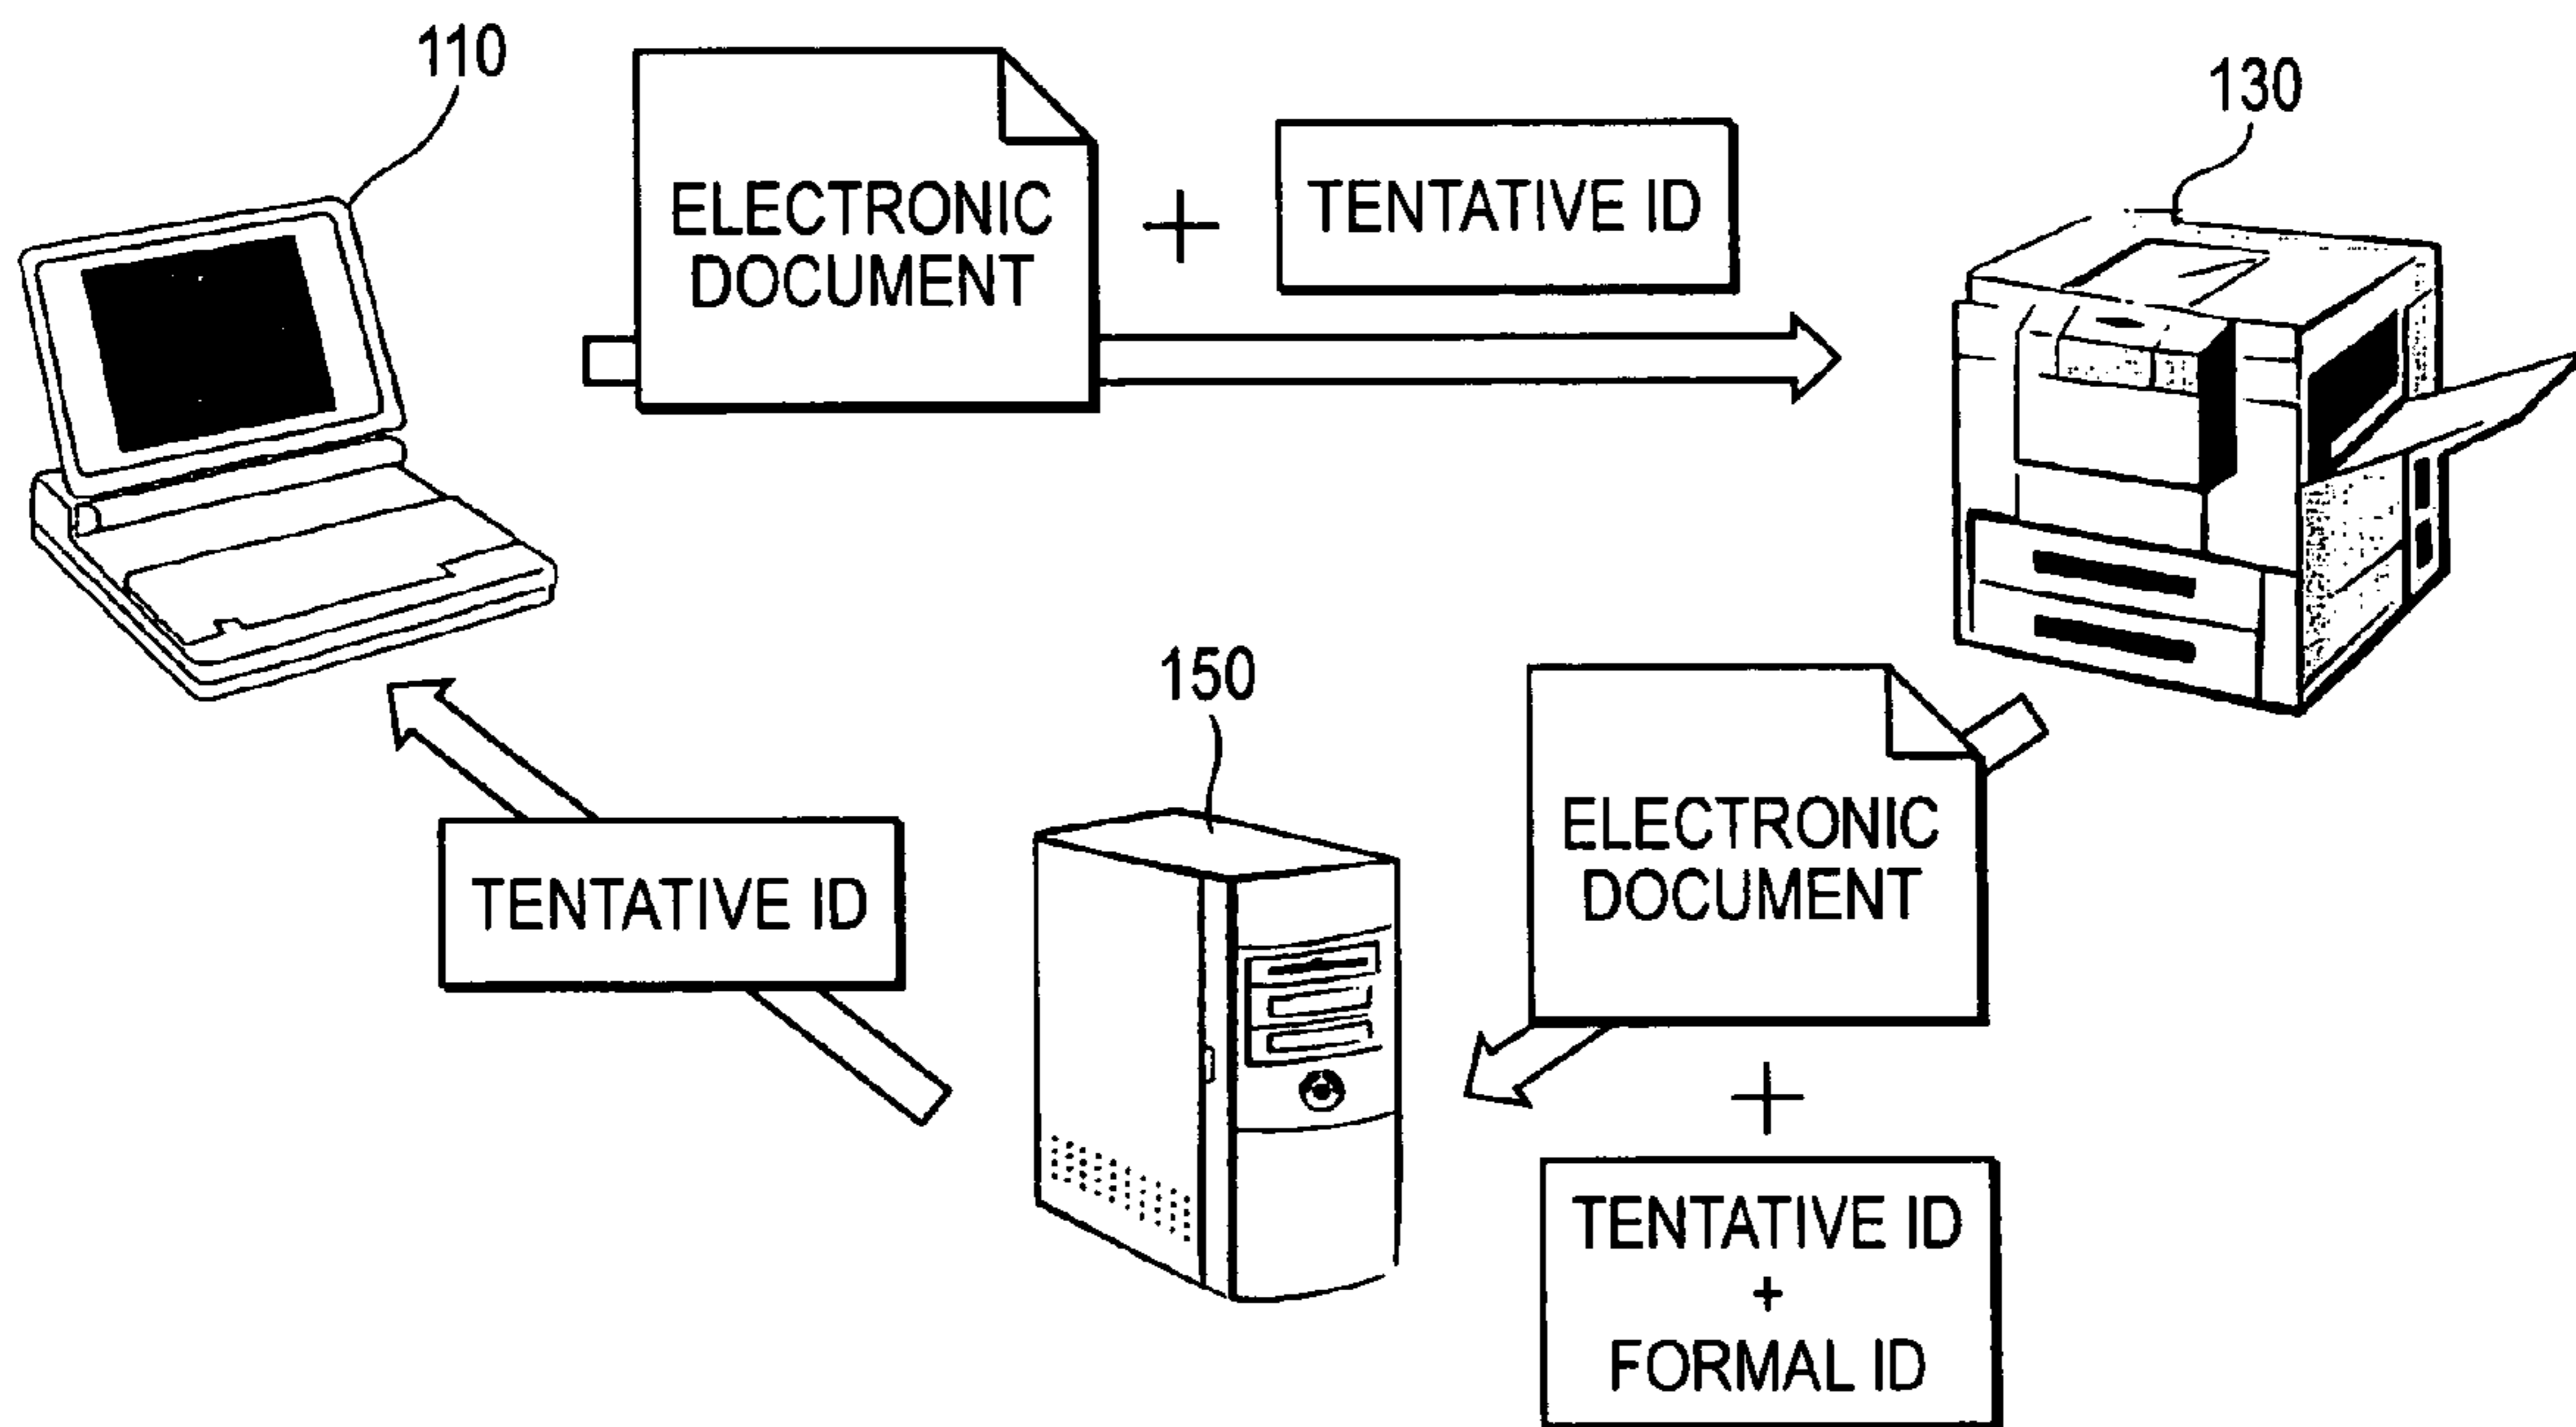 110
ELECTRONIC
DOCUMENT
+
TENTATIVE ID
130
TENTATIVE ID
150
ELECTRONIC
DOCUMENT
+
TENTATIVE ID
+
FORMAL ID